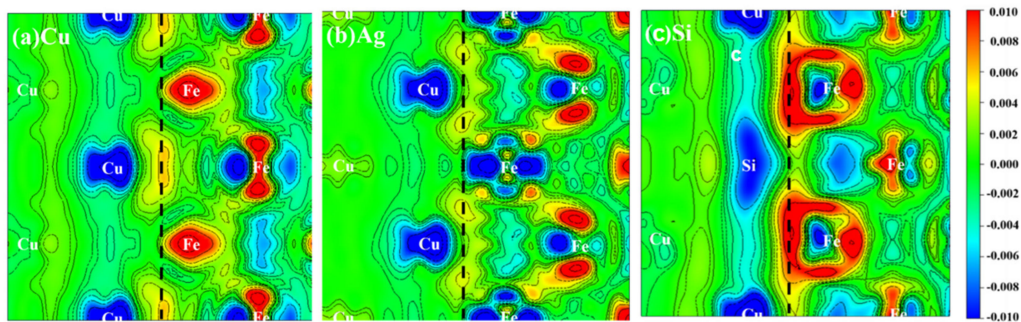 (a)Cu
Cu
Fe
Cu
Fe
Cu
Cu
Fe
Cu
Fe
Cu
Fe
(b)Ag
Cu
Fe
Cu
Fe
Cu
Fe
Cu
Fe
Cu
Fe
(c)Si
c
Cu
Fe
Si
Fe
Cu
Fe
Cu
Fe
0.010
0.008
0.006
0.004
0.002
0.000
-0.002
-0.004
-0.006
-0.008
-0.010